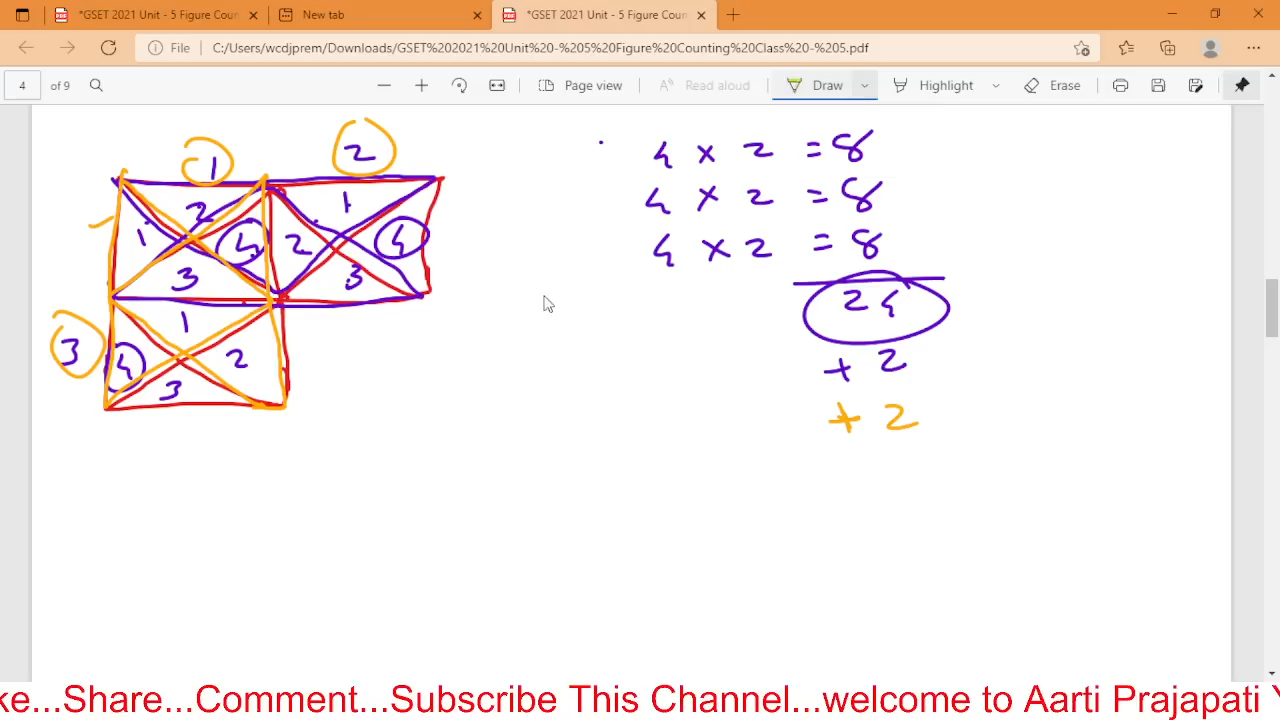 *GSET 2021 Unit - 5 Figure Coun
New tab
*GSET 2021 Unit - 5 Figure Coun
File
C:/Users/wcdjprem/Downloads/GSET%202021%20Unit%20-%205%20Figure%20Counting%20Class%20-%205.pdf
4 of 9
Page view
Read aloud
Draw
Highlight
Erase
1
2
2
1
1
4
2
4
3
3
1
3
4
2
3
4 x 2 = 8
4 x 2 = 8
4 x 2 = 8
24
+ 2
+ 2
ke...Share...Comment...Subscribe This Channel...welcome to Aarti Prajapati Y